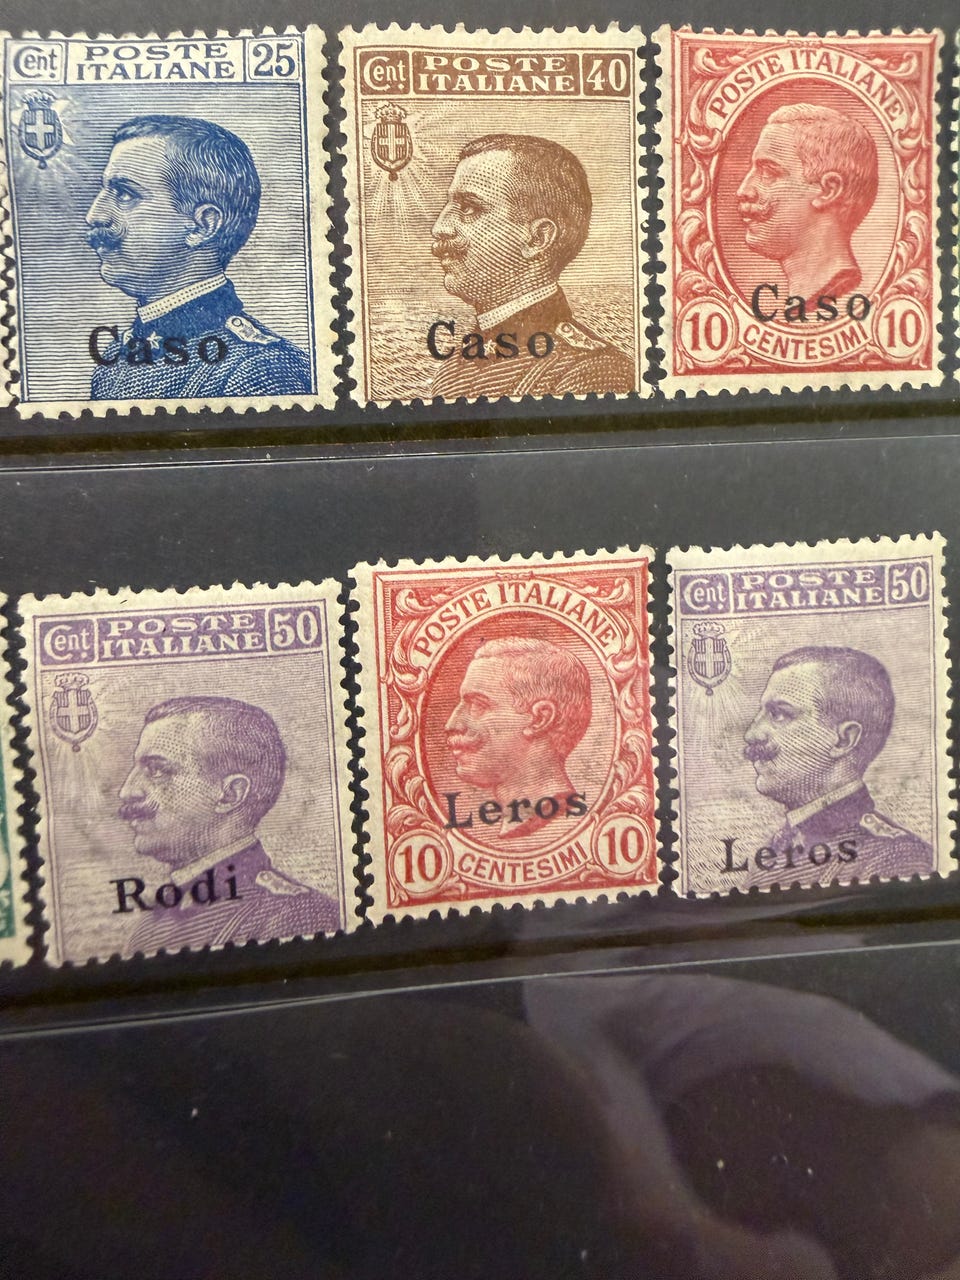 Cent POSTE ITALIANE 25
Caso
Cent POSTE ITALIANE 40
Caso
POSTE ITALIANE
Caso
10 CENTESIMI 10
Cent POSTE ITALIANE 50
Rodi
POSTE ITALIANE
Leros
10 CENTESIMI 10
Cent POSTE ITALIANE 50
Leros